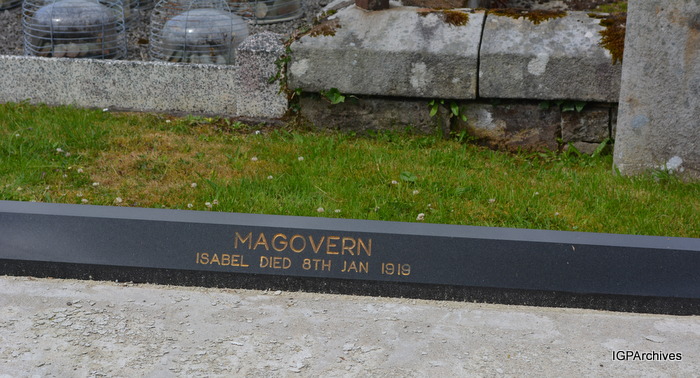 MAGOVERN
ISABEL DIED 8TH JAN 1919
IGPArchives